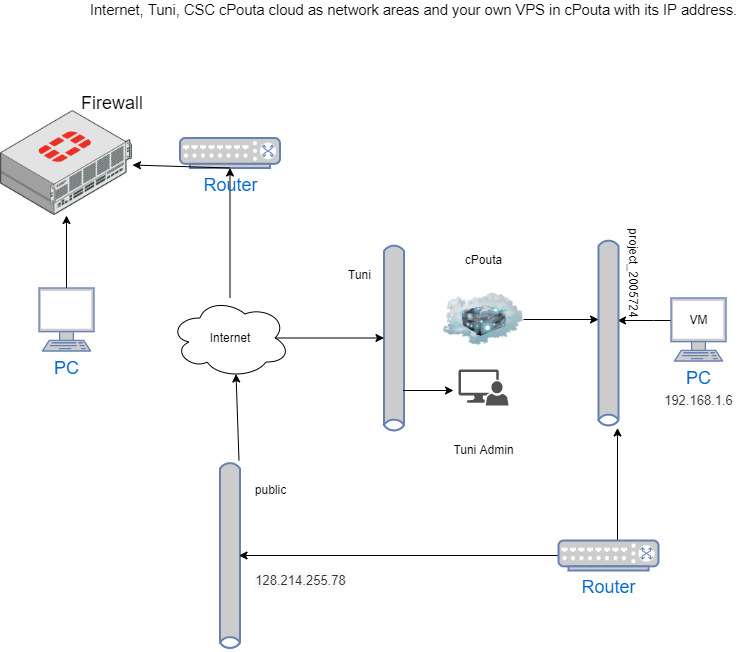 Internet, Tuni, CSC cPouta cloud as network areas and your own VPS in cPouta with its IP address.
Firewall
Router
PC
Internet
Tuni
cPouta
project_2005724
VM
PC
192.168.1.6
Tuni Admin
public
128.214.255.78
Router